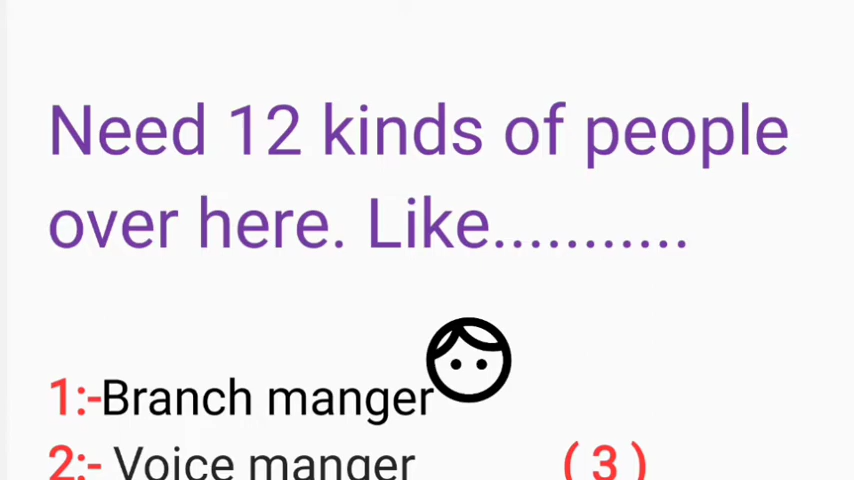 Need 12 kinds of people
over here. Like...........
1:-Branch manger
2:- Voice manger ( 3 )